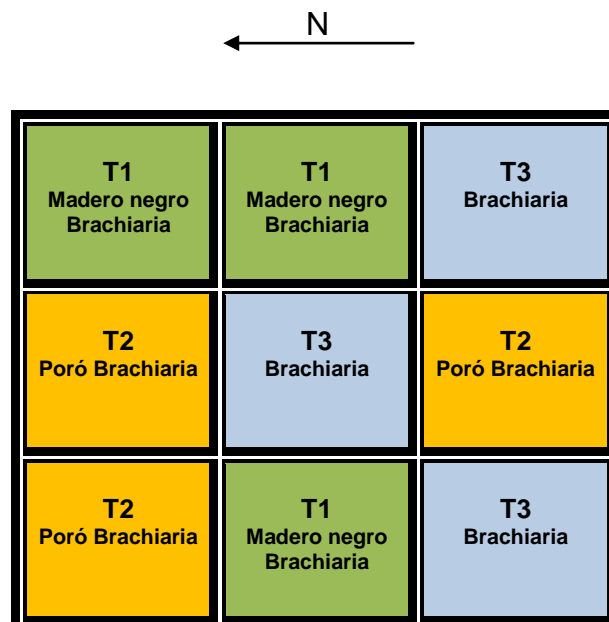 N
T1
Madero negro
Brachiaria
T1
Madero negro
Brachiaria
T3
Brachiaria
T2
Poró Brachiaria
T3
Brachiaria
T2
Poró Brachiaria
T2
Poró Brachiaria
T1
Madero negro
Brachiaria
T3
Brachiaria